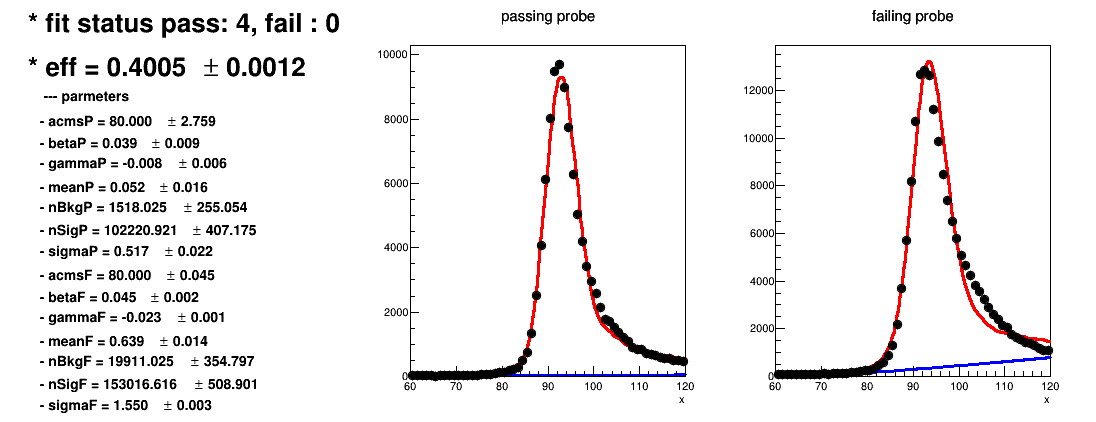 * fit status pass: 4, fail : 0
* eff = 0.4005 ± 0.0012
--- parmeters
- acmsP = 80.000 ± 2.759
- betaP = 0.039 ± 0.009
- gammaP = -0.008 ± 0.006
- meanP = 0.052 ± 0.016
- nBkgP = 1518.025 ± 255.054
- nSigP = 102220.921 ± 407.175
- sigmaP = 0.517 ± 0.022
- acmsF = 80.000 ± 0.045
- betaF = 0.045 ± 0.002
- gammaF = -0.023 ± 0.001
- meanF = 0.639 ± 0.014
- nBkgF = 19911.025 ± 354.797
- nSigF = 153016.616 ± 508.901
- sigmaF = 1.550 ± 0.003
passing probe
10000
8000
6000
4000
2000
0
60 70 80 90 100 110 120
x
failing probe
12000
10000
8000
6000
4000
2000
0
60 70 80 90 100 110 120
x